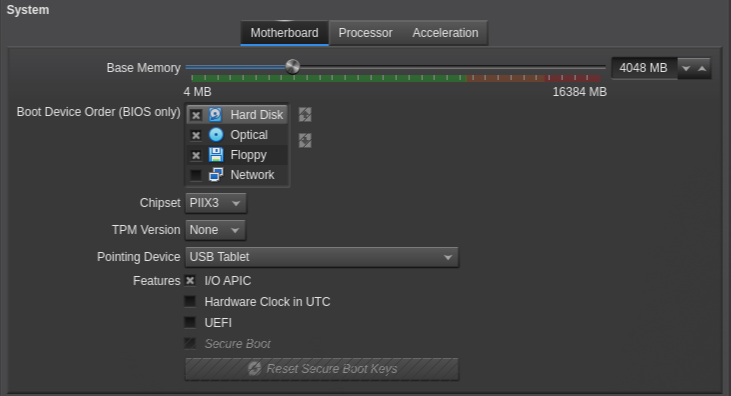 System
Motherboard Processor Acceleration
Base Memory 4048 MB
4 MB 16384 MB
Boot Device Order (BIOS only) Hard Disk
Optical
Floppy
Network
Chipset PIIX3
TPM Version None
Pointing Device USB Tablet
Features I/O APIC
Hardware Clock in UTC
UEFI
Secure Boot
Reset Secure Boot Keys